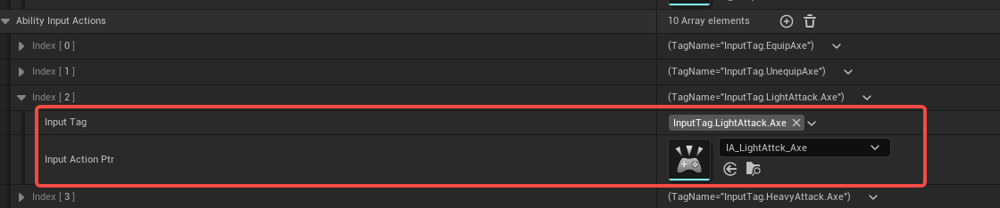 Ability Input Actions 10 Array elements
Index [ 0 ] (TagName="InputTag.EquipAxe")
Index [ 1 ] (TagName="InputTag.UnequipAxe")
Index [ 2 ] (TagName="InputTag.LightAttack.Axe")
Input Tag InputTag.LightAttack.Axe
Input Action Ptr IA_LightAttck_Axe
Index [ 3 ] (TagName="InputTag.HeavyAttack.Axe")